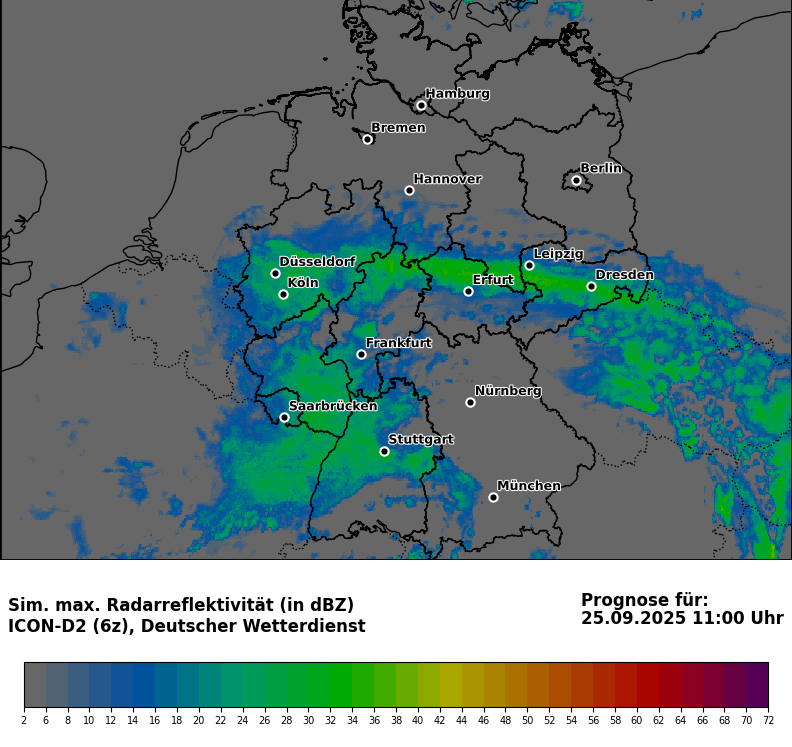 Hamburg
Bremen
Berlin
Hannover
Leipzig
Düsseldorf
Dresden
Köln
Erfurt
Frankfurt
Nürnberg
Saarbrücken
Stuttgart
München
Sim. max. Radarreflektivität (in dBZ)
ICON-D2 (6z), Deutscher Wetterdienst
Prognose für:
25.09.2025 11:00 Uhr
2 6 8 10 12 14 16 18 20 22 24 26 28 30 32 34 36 38 40 42 44 46 48 50 52 54 56 58 60 62 64 66 68 70 72